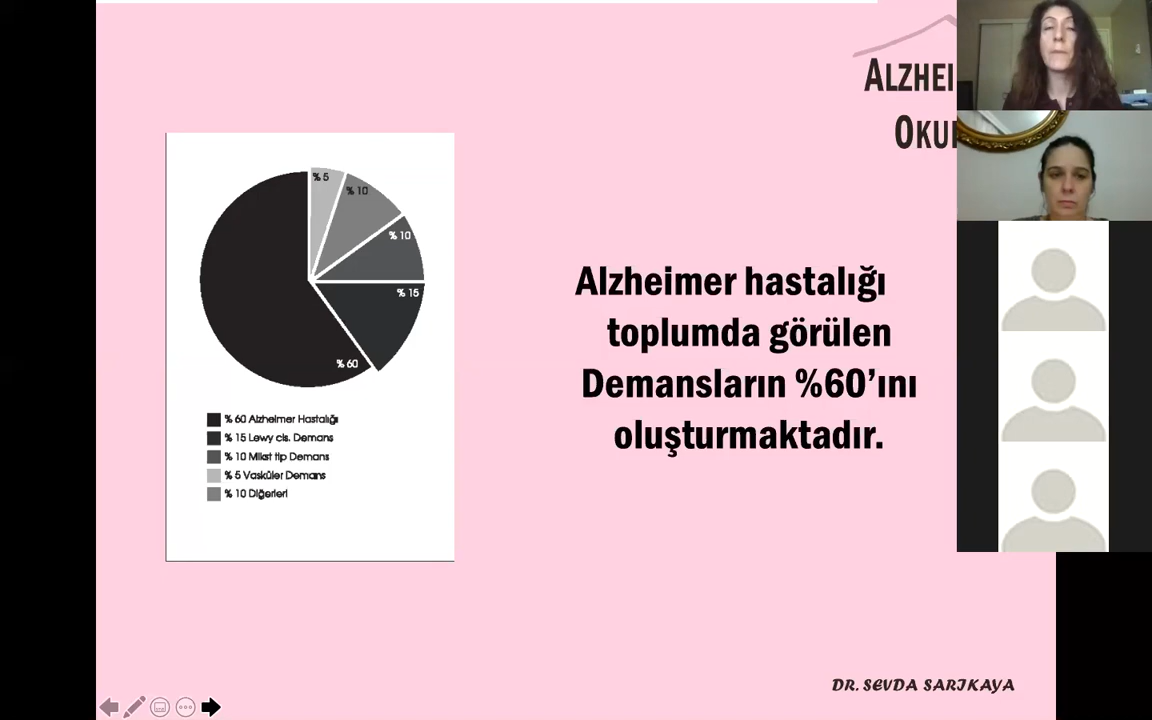 ALZHEI
OKUL
% 5
% 10
% 10
% 15
% 60
% 60 Alzheimer Hastalığı
% 15 Lewy cis. Demans
% 10 Mikst tip Demans
% 5 Vasküler Demans
% 10 Diğerleri
Alzheimer hastalığı
toplumda görülen
Demansların %60’ını
oluşturmaktadır.
DR. SEVDA SARIKAYA